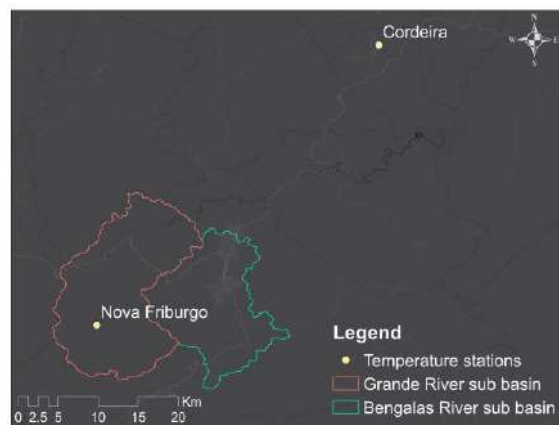 Cordeira
N
W E
S
Nova Friburgo
Legend
Temperature stations
Grande River sub basin
Bengalas River sub basin
Km
0 2.5 5 10 15 20